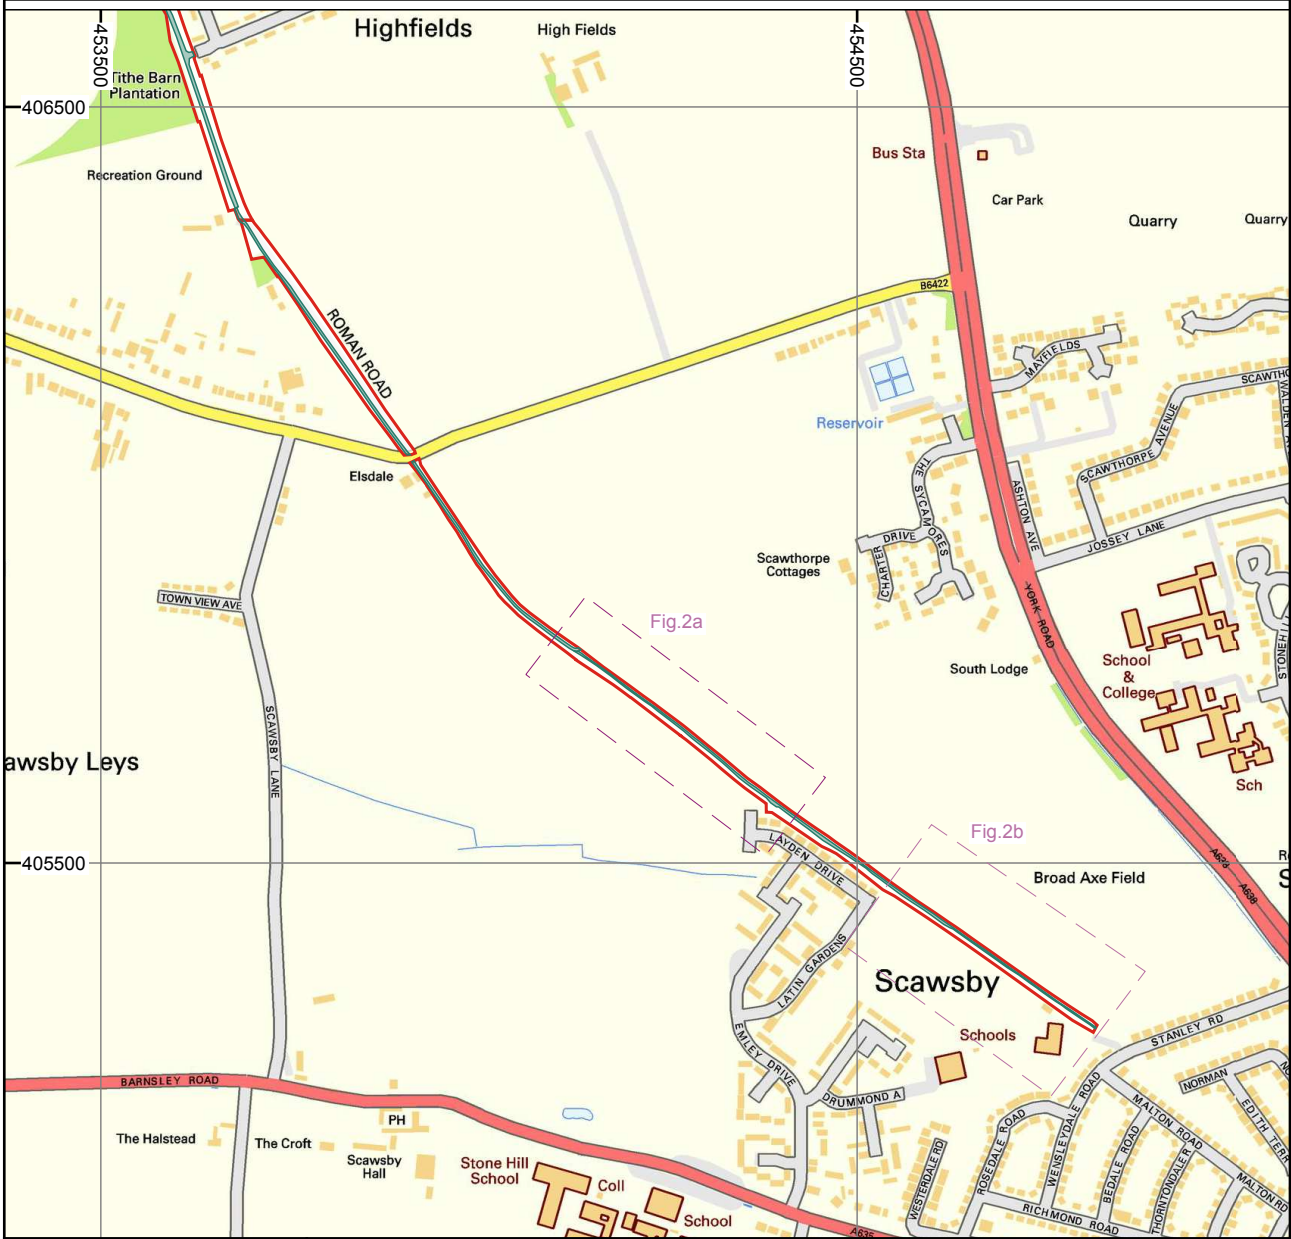 Highfields
High Fields
453500
454500
Tithe Barn
Plantation
406500
Bus Sta
Recreation Ground
Car Park
Quarry
Quarry
B6422
ROMAN ROAD
MAYFIELDS
SCAWTHO
WALDEN A
Reservoir
SCAWTHORPE AVENUE
Elsdale
THE SYCAMORES
ASHTON AVE
JOSSEY LANE
CHARTER DRIVE
Scawthorpe
Cottages
TOWN VIEW AVE
YORK ROAD
Fig.2a
School
&
College
STONEHILL
South Lodge
SCAWSBY LANE
awsby Leys
Sch
Fig.2b
LAYDEN DRIVE
405500
A638
R
S
Broad Axe Field
A638
LATIN GARDENS
Scawsby
Schools
STANLEY RD
EMLEY DRIVE
BARNSLEY ROAD
NORMAN
DRUMMOND A
PH
The Halstead
The Croft
Scawsby
Hall
ROSEDALE ROAD
WENSLEYDALE ROAD
MALTON ROAD
EDITH TERR
WESTERDALE RD
BEDALE ROAD
THORNTONDALE R
MALTON RD
Stone Hill
School
Coll
School
RICHMOND ROAD
A635